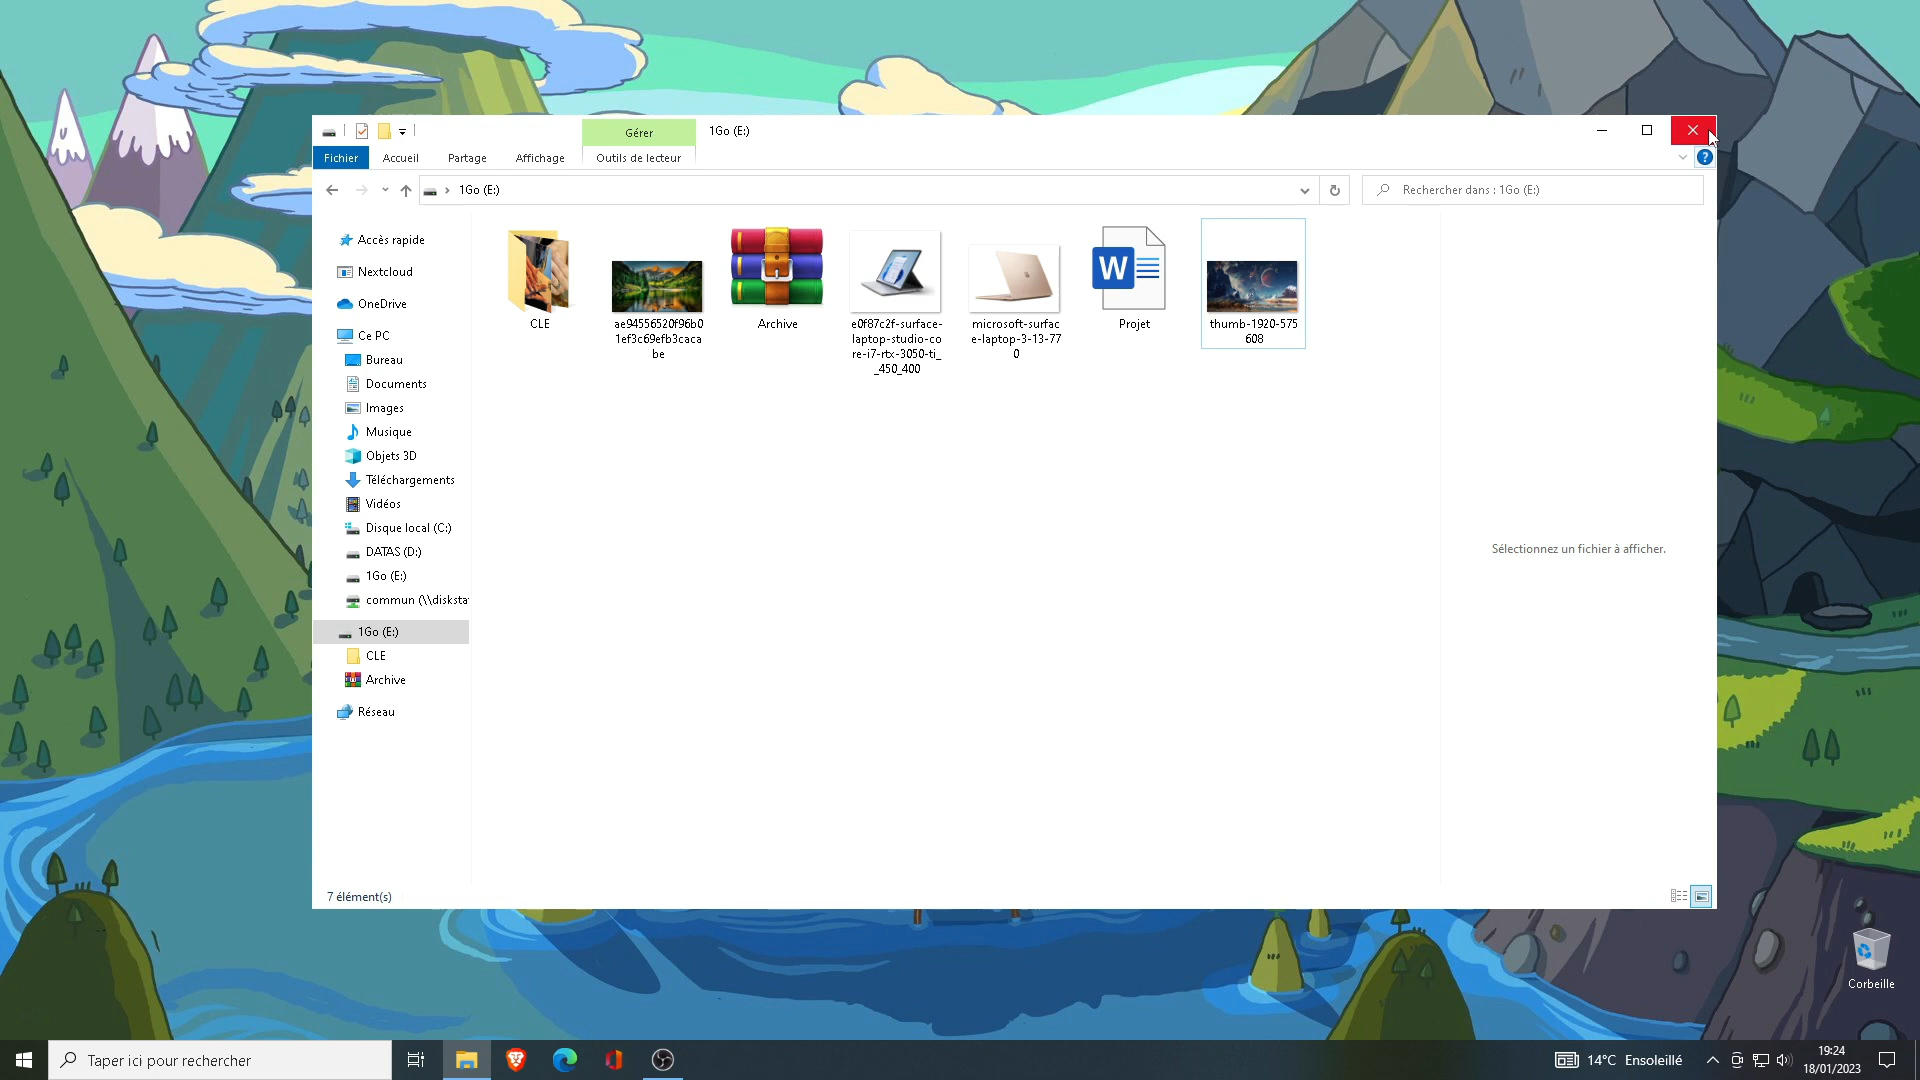 Gérer
1Go (E:)
Fichier
Accueil
Partage
Affichage
Outils de lecteur
?
1Go (E:)
Rechercher dans : 1Go (E:)
Accès rapide
Nextcloud
OneDrive
Ce PC
Bureau
Documents
Images
Musique
Objets 3D
Téléchargements
Vidéos
Disque local (C:)
DATAS (D:)
1Go (E:)
commun (\\disksta
1Go (E:)
CLE
Archive
Réseau
CLE
ae94556520f96b0
1ef3c69efb3caca
be
Archive
e0f87c2f-surface-
laptop-studio-co
re-i7-rtx-3050-ti_
_450_400
microsoft-surfac
e-laptop-3-13-77
0
W
Projet
thumb-1920-575
608
Sélectionnez un fichier à afficher.
7 élément(s)
Corbeille
Taper ici pour rechercher
14°C Ensoleillé
19:24
18/01/2023